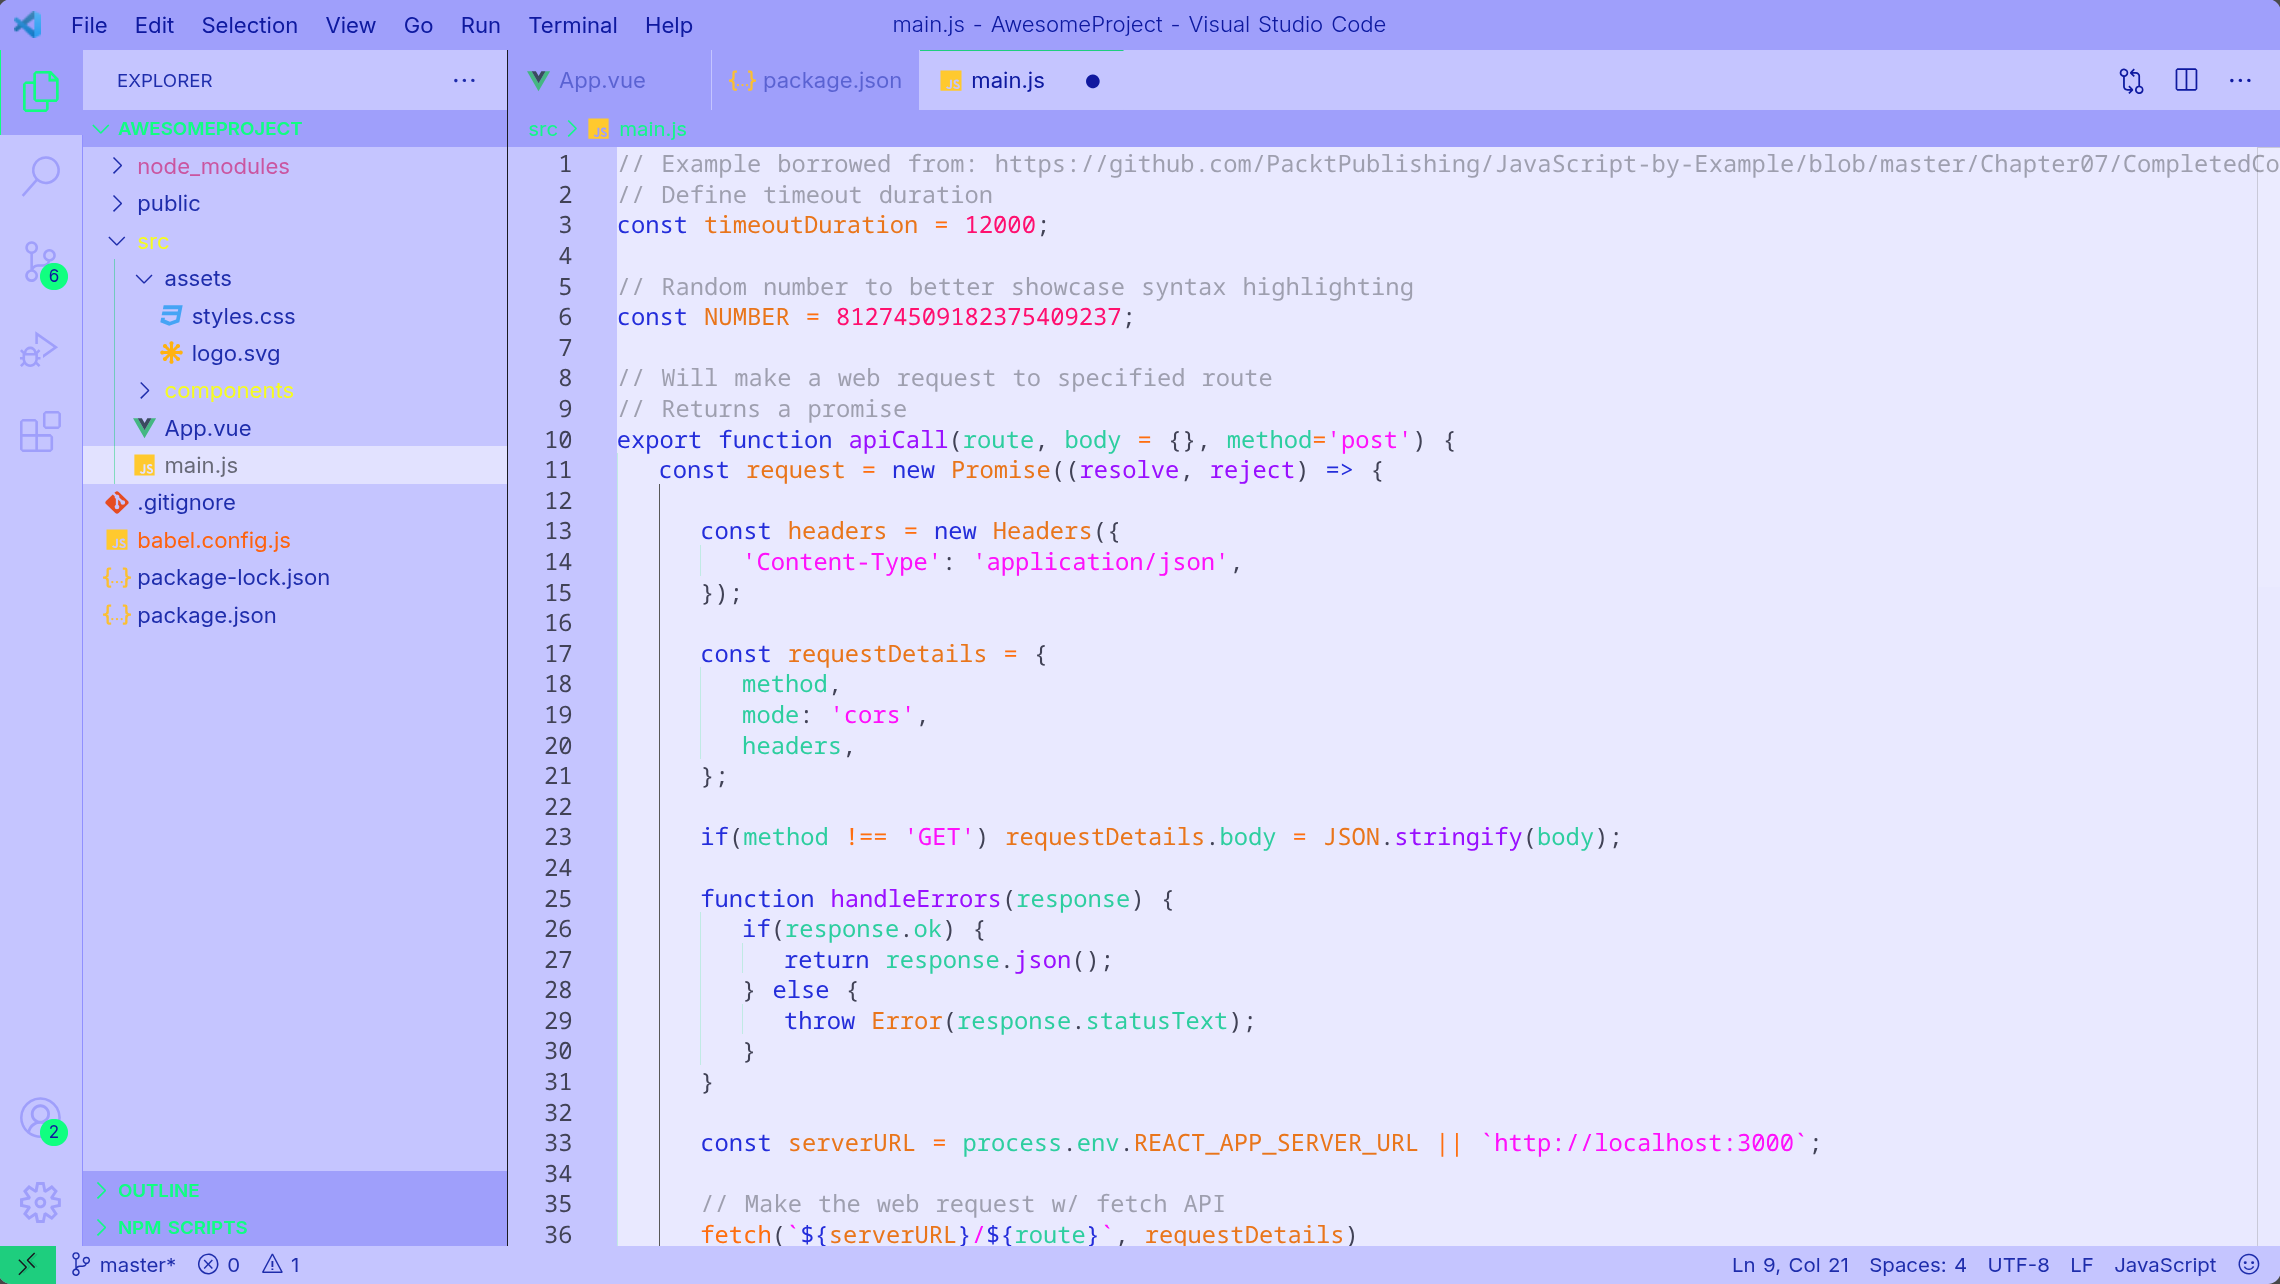 File Edit Selection View Go Run Terminal Help
main.js - AwesomeProject - Visual Studio Code
EXPLORER
AWESOMEPROJECT
node_modules
public
src
assets
styles.css
logo.svg
components
App.vue
main.js
.gitignore
babel.config.js
package-lock.json
package.json
OUTLINE
NPM SCRIPTS
6
2
App.vue
{..} package.json
JS main.js
src > JS main.js
1 // Example borrowed from: https://github.com/PacktPublishing/JavaScript-by-Example/blob/master/Chapter07/CompletedCo
2 // Define timeout duration
3 const timeoutDuration = 12000;
4
5 // Random number to better showcase syntax highlighting
6 const NUMBER = 81274509182375409237;
7
8 // Will make a web request to specified route
9 // Returns a promise
10 export function apiCall(route, body = {}, method='post') {
11 const request = new Promise((resolve, reject) => {
12
13 const headers = new Headers({
14 'Content-Type': 'application/json',
15 });
16
17 const requestDetails = {
18 method,
19 mode: 'cors',
20 headers,
21 };
22
23 if(method !== 'GET') requestDetails.body = JSON.stringify(body);
24
25 function handleErrors(response) {
26 if(response.ok) {
27 return response.json();
28 } else {
29 throw Error(response.statusText);
30 }
31 }
32
33 const serverURL = process.env.REACT_APP_SERVER_URL || `http://localhost:3000`;
34
35 // Make the web request w/ fetch API
36 fetch(`${serverURL}/${route}`, requestDetails)
master* 0 1
Ln 9, Col 21 Spaces: 4 UTF-8 LF JavaScript